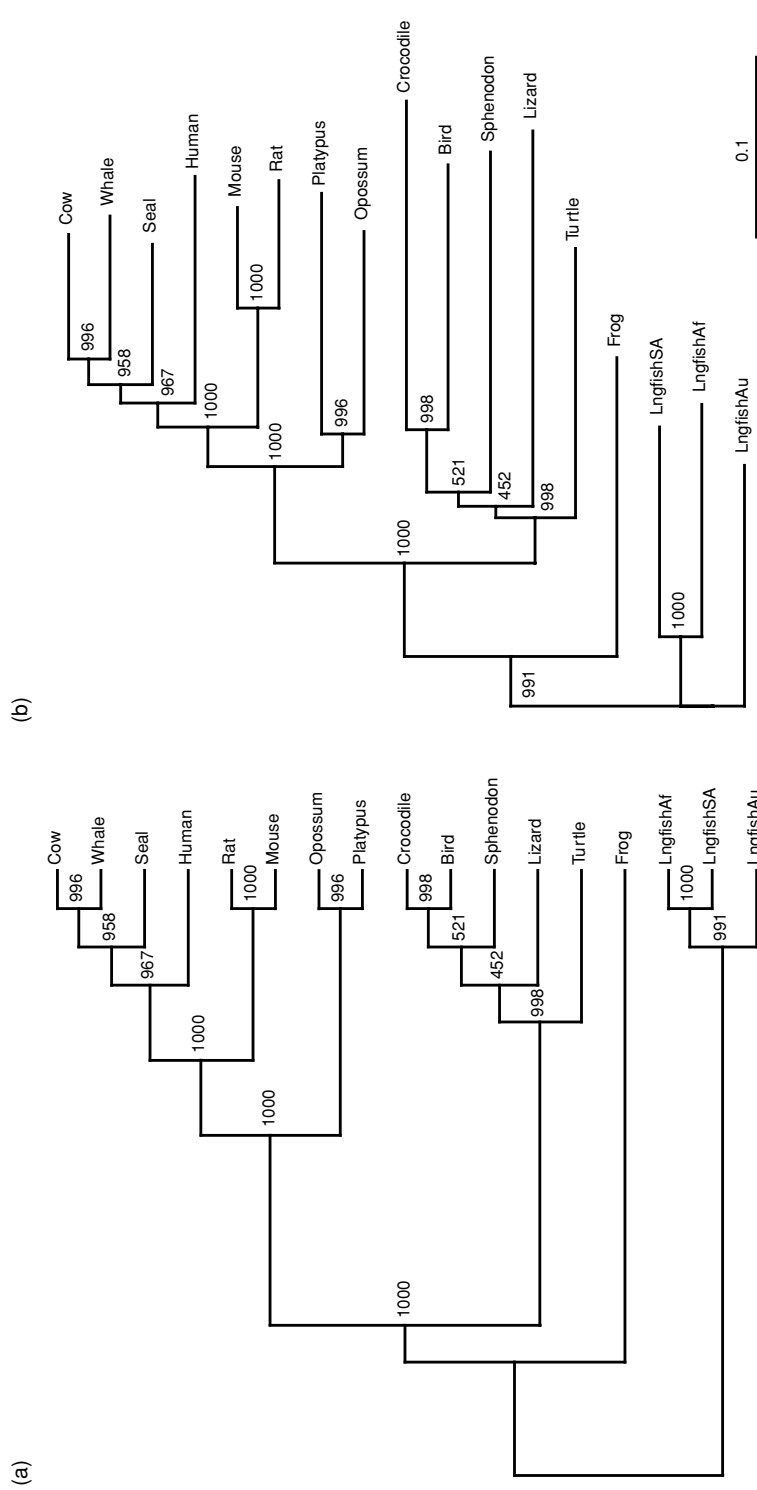 (a)
Cow
Whale
Seal
Human
Rat
Mouse
Opossum
Platypus
Crocodile
Bird
Sphenodon
Lizard
Turtle
Frog
LngfishAf
LngfishSA
LngfishAu
996
958
967
1000
1000
1000
996
998
521
452
998
1000
1000
991
(b)
Cow
Whale
Seal
Human
Mouse
Rat
Platypus
Opossum
Crocodile
Bird
Sphenodon
Lizard
Turtle
Frog
LngfishSA
LngfishAf
LngfishAu
996
958
967
1000
1000
1000
996
998
521
452
998
1000
991
1000
0.1